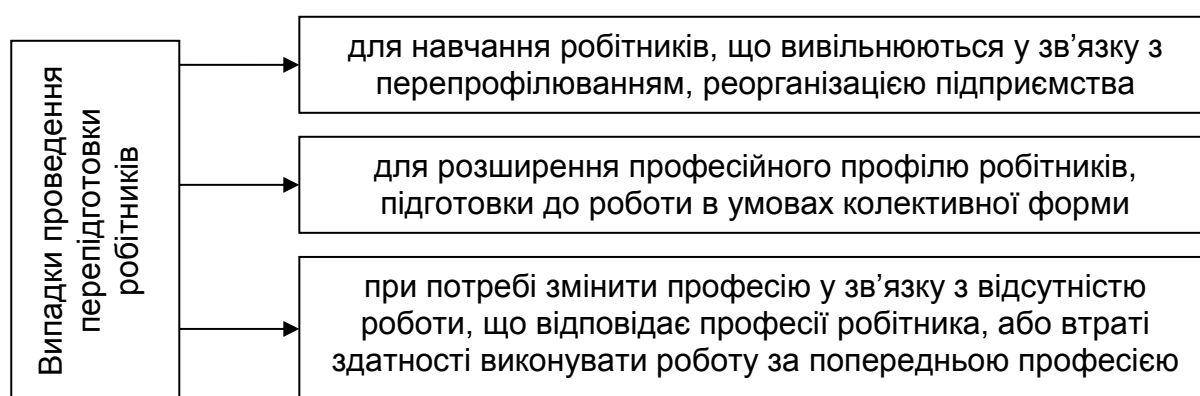 Випадки проведення
перепідготовки
робітників
для навчання робітників, що вивільнюються у зв’язку з
перепрофілюванням, реорганізацією підприємства
для розширення професійного профілю робітників,
підготовки до роботи в умовах колективної форми
при потребі змінити професію у зв’язку з відсутністю
роботи, що відповідає професії робітника, або втраті
здатності виконувати роботу за попередньою професією